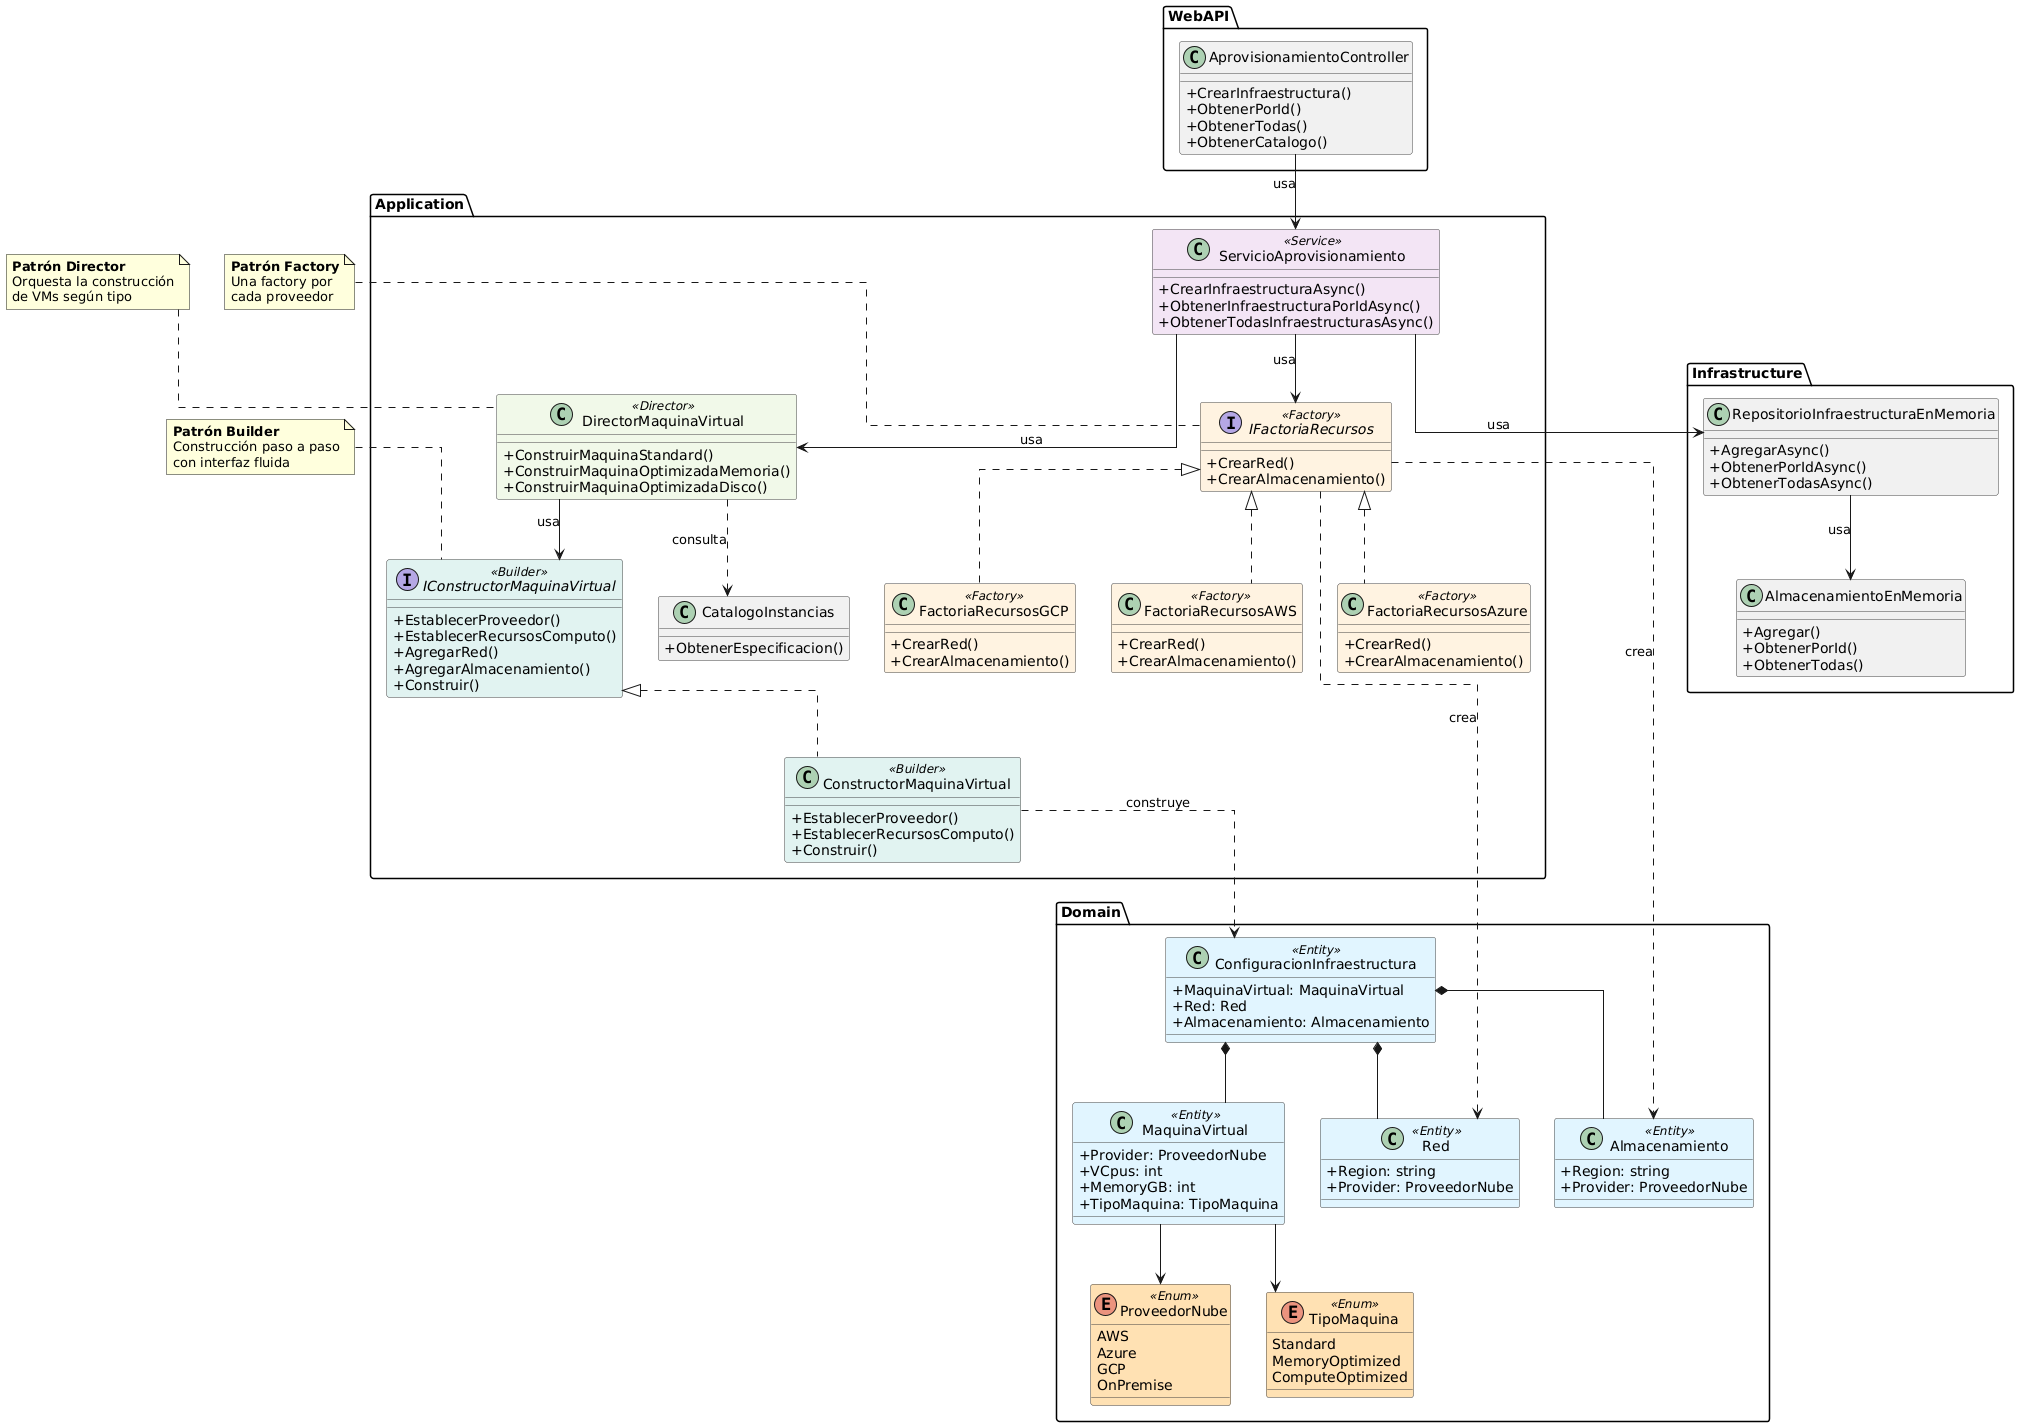 WebAPI
AprovisionamientoController
+CrearInfraestructura()
+ObtenerPorId()
+ObtenerTodas()
+ObtenerCatalogo()
usa
Application
«Service»
ServicioAprovisionamiento
+CrearInfraestructuraAsync()
+ObtenerInfraestructuraPorIdAsync()
+ObtenerTodasInfraestructurasAsync()
Patrón Director
Orquesta la construcción
de VMs según tipo
Patrón Factory
Una factory por
cada proveedor
usa
usa
usa
«Director»
DirectorMaquinaVirtual
+ConstruirMaquinaStandard()
+ConstruirMaquinaOptimizadaMemoria()
+ConstruirMaquinaOptimizadaDisco()
«Factory»
IFactoriaRecursos
+CrearRed()
+CrearAlmacenamiento()
Infrastructure
RepositorioInfraestructuraEnMemoria
+AgregarAsync()
+ObtenerPorIdAsync()
+ObtenerTodasAsync()
Patrón Builder
Construcción paso a paso
con interfaz fluida
usa
consulta
usa
«Builder»
IConstructorMaquinaVirtual
+EstablecerProveedor()
+EstablecerRecursosComputo()
+AgregarRed()
+AgregarAlmacenamiento()
+Construir()
CatalogoInstancias
+ObtenerEspecificacion()
«Factory»
FactoriaRecursosGCP
+CrearRed()
+CrearAlmacenamiento()
«Factory»
FactoriaRecursosAWS
+CrearRed()
+CrearAlmacenamiento()
«Factory»
FactoriaRecursosAzure
+CrearRed()
+CrearAlmacenamiento()
crea
AlmacenamientoEnMemoria
+Agregar()
+ObtenerPorId()
+ObtenerTodas()
crea
«Builder»
ConstructorMaquinaVirtual
+EstablecerProveedor()
+EstablecerRecursosComputo()
+Construir()
construye
Domain
«Entity»
ConfiguracionInfraestructura
+MaquinaVirtual: MaquinaVirtual
+Red: Red
+Almacenamiento: Almacenamiento
«Entity»
MaquinaVirtual
+Provider: ProveedorNube
+VCpus: int
+MemoryGB: int
+TipoMaquina: TipoMaquina
«Entity»
Red
+Region: string
+Provider: ProveedorNube
«Entity»
Almacenamiento
+Region: string
+Provider: ProveedorNube
«Enum»
ProveedorNube
AWS
Azure
GCP
OnPremise
«Enum»
TipoMaquina
Standard
MemoryOptimized
ComputeOptimized